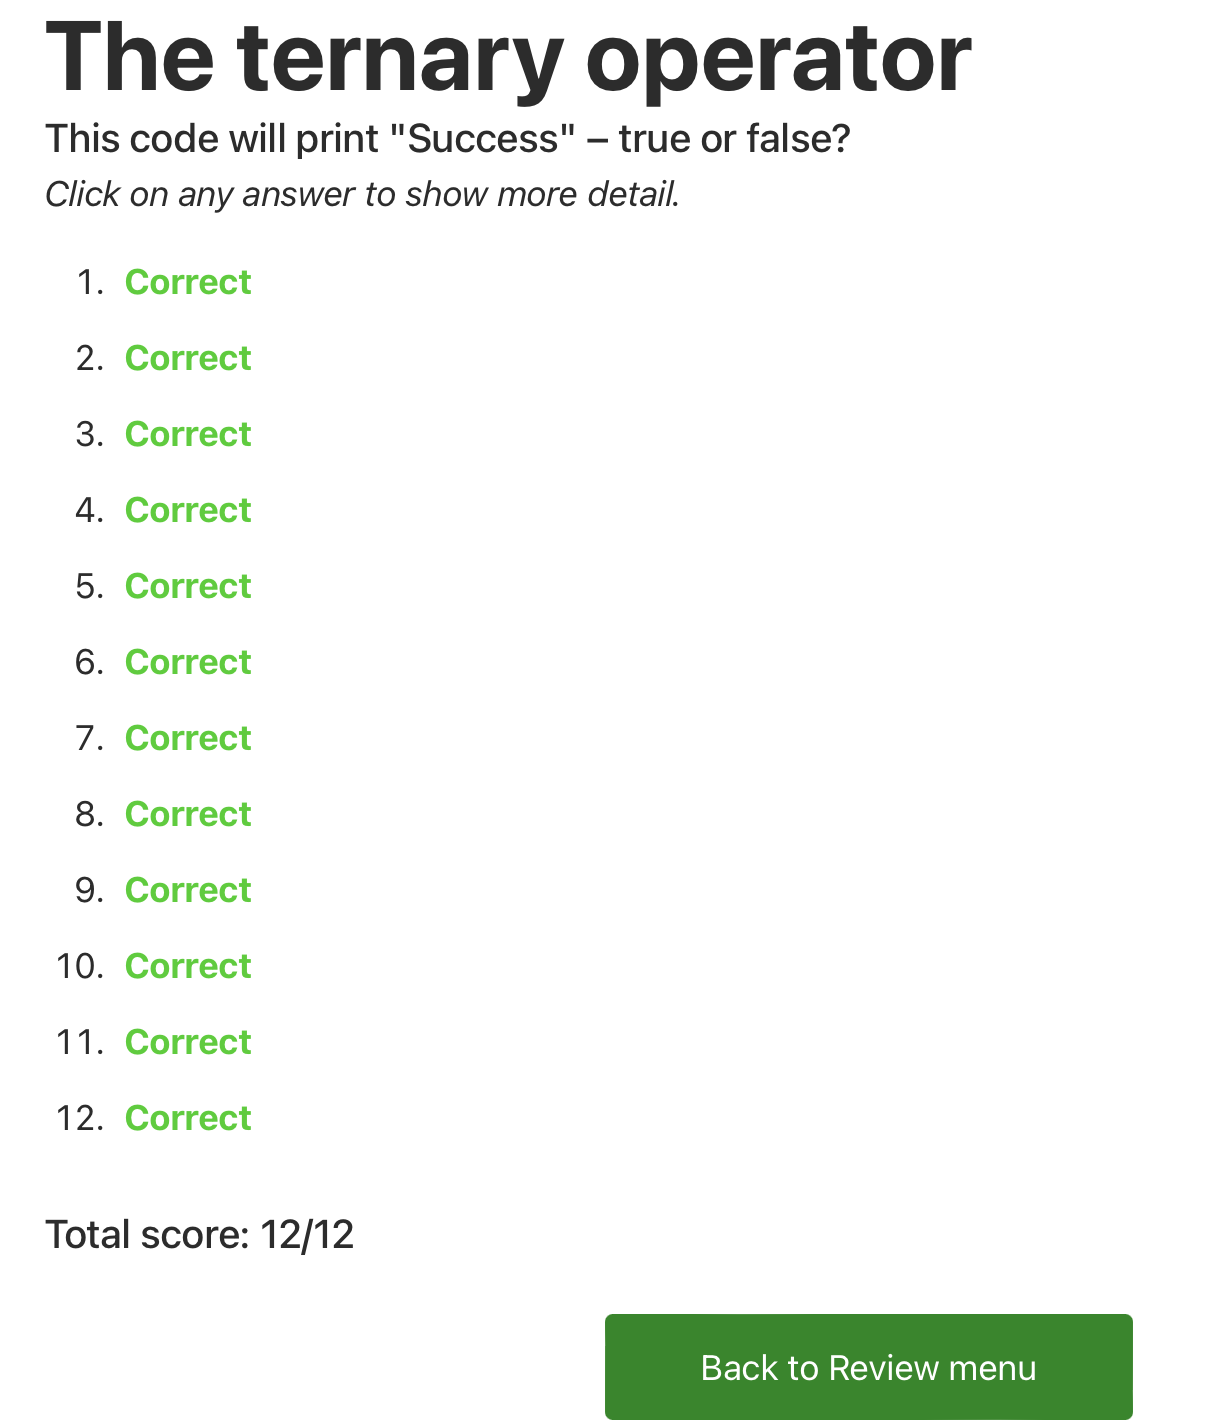 The ternary operator
This code will print "Success" – true or false?
Click on any answer to show more detail.
1. Correct
2. Correct
3. Correct
4. Correct
5. Correct
6. Correct
7. Correct
8. Correct
9. Correct
10. Correct
11. Correct
12. Correct
Total score: 12/12
Back to Review menu